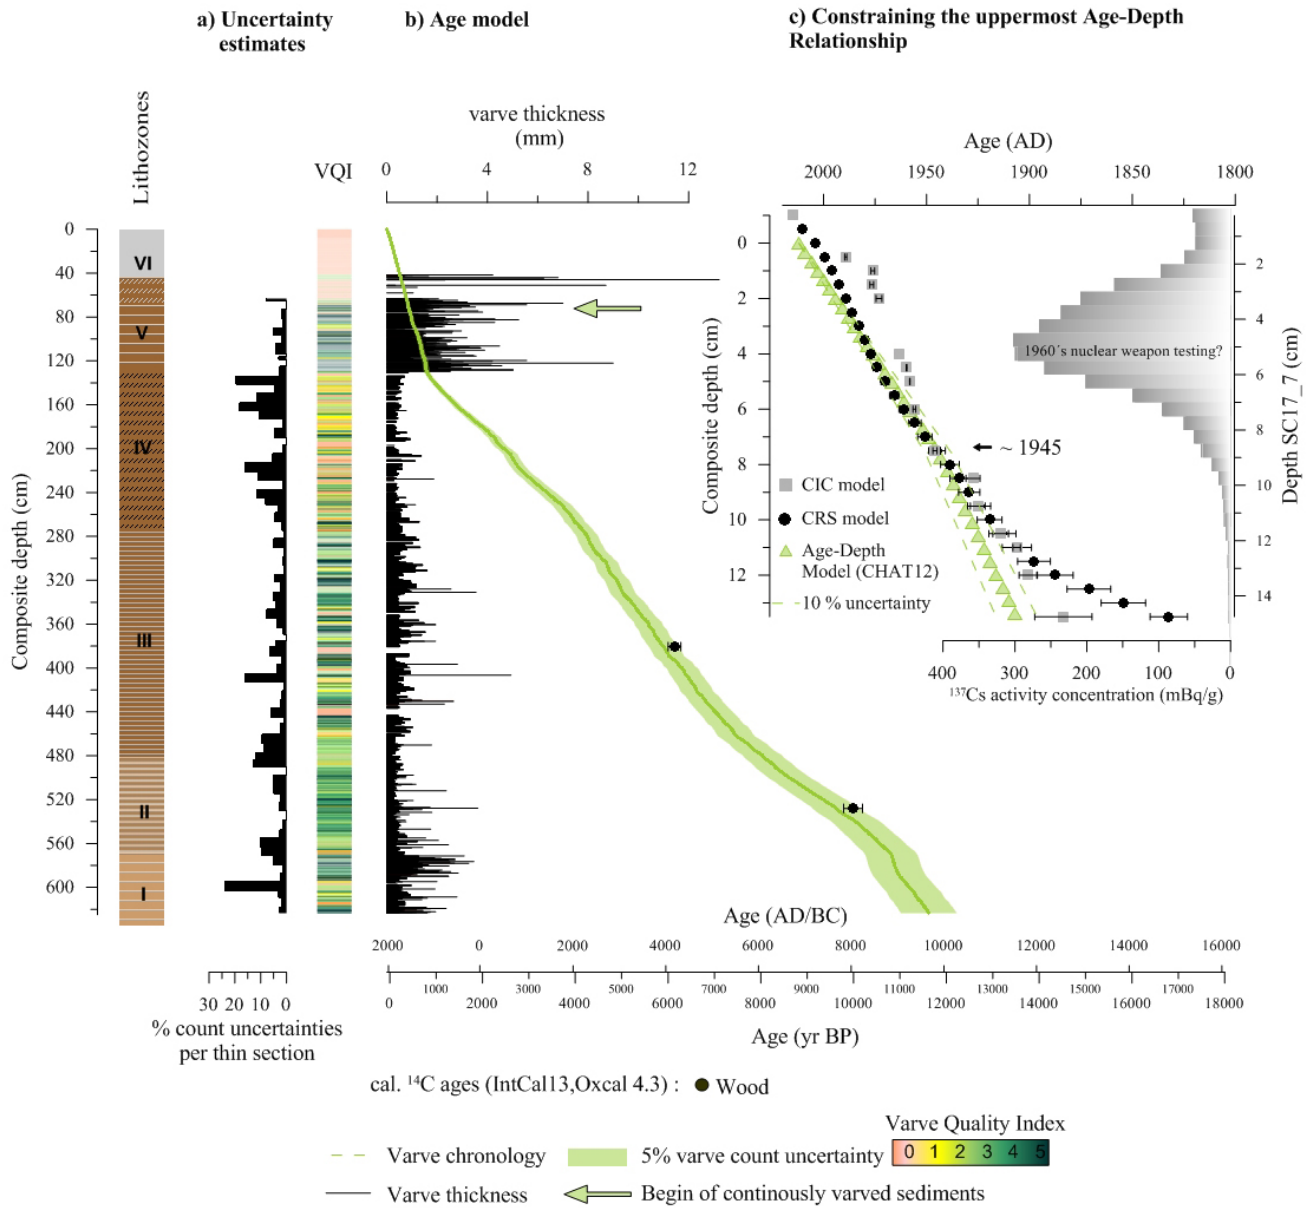 a) Uncertainty
estimates
b) Age model
c) Constraining the uppermost Age-Depth
Relationship
Lithozones
VQI
varve thickness
(mm)
0 4 8 12
Age (AD)
2000 1950 1900 1850 1800
Composite depth (cm)
0
40
80
120
160
200
240
280
320
360
400
440
480
520
560
600
VI
V
IV
III
II
I
Composite depth (cm)
0
2
4
6
8
10
12
Depth SC17_7 (cm)
2
4
6
8
10
12
14
1960´s nuclear weapon testing?
~ 1945
CIC model
CRS model
Age-Depth
Model (CHAT12)
10 % uncertainty
400 300 200 100 0
¹³⁷Cs activity concentration (mBq/g)
Age (AD/BC)
2000 0 2000 4000 6000 8000 10000 12000 14000 16000
1000 3000 5000 7000 9000 11000 13000 15000 17000
0 2000 4000 6000 8000 10000 12000 14000 16000 18000
Age (yr BP)
30 20 10 0
% count uncertainties
per thin section
cal. ¹⁴C ages (IntCal13,Oxcal 4.3) : Wood
Varve Quality Index
0 1 2 3 4 5
Varve chronology
5% varve count uncertainty
Varve thickness
Begin of continously varved sediments